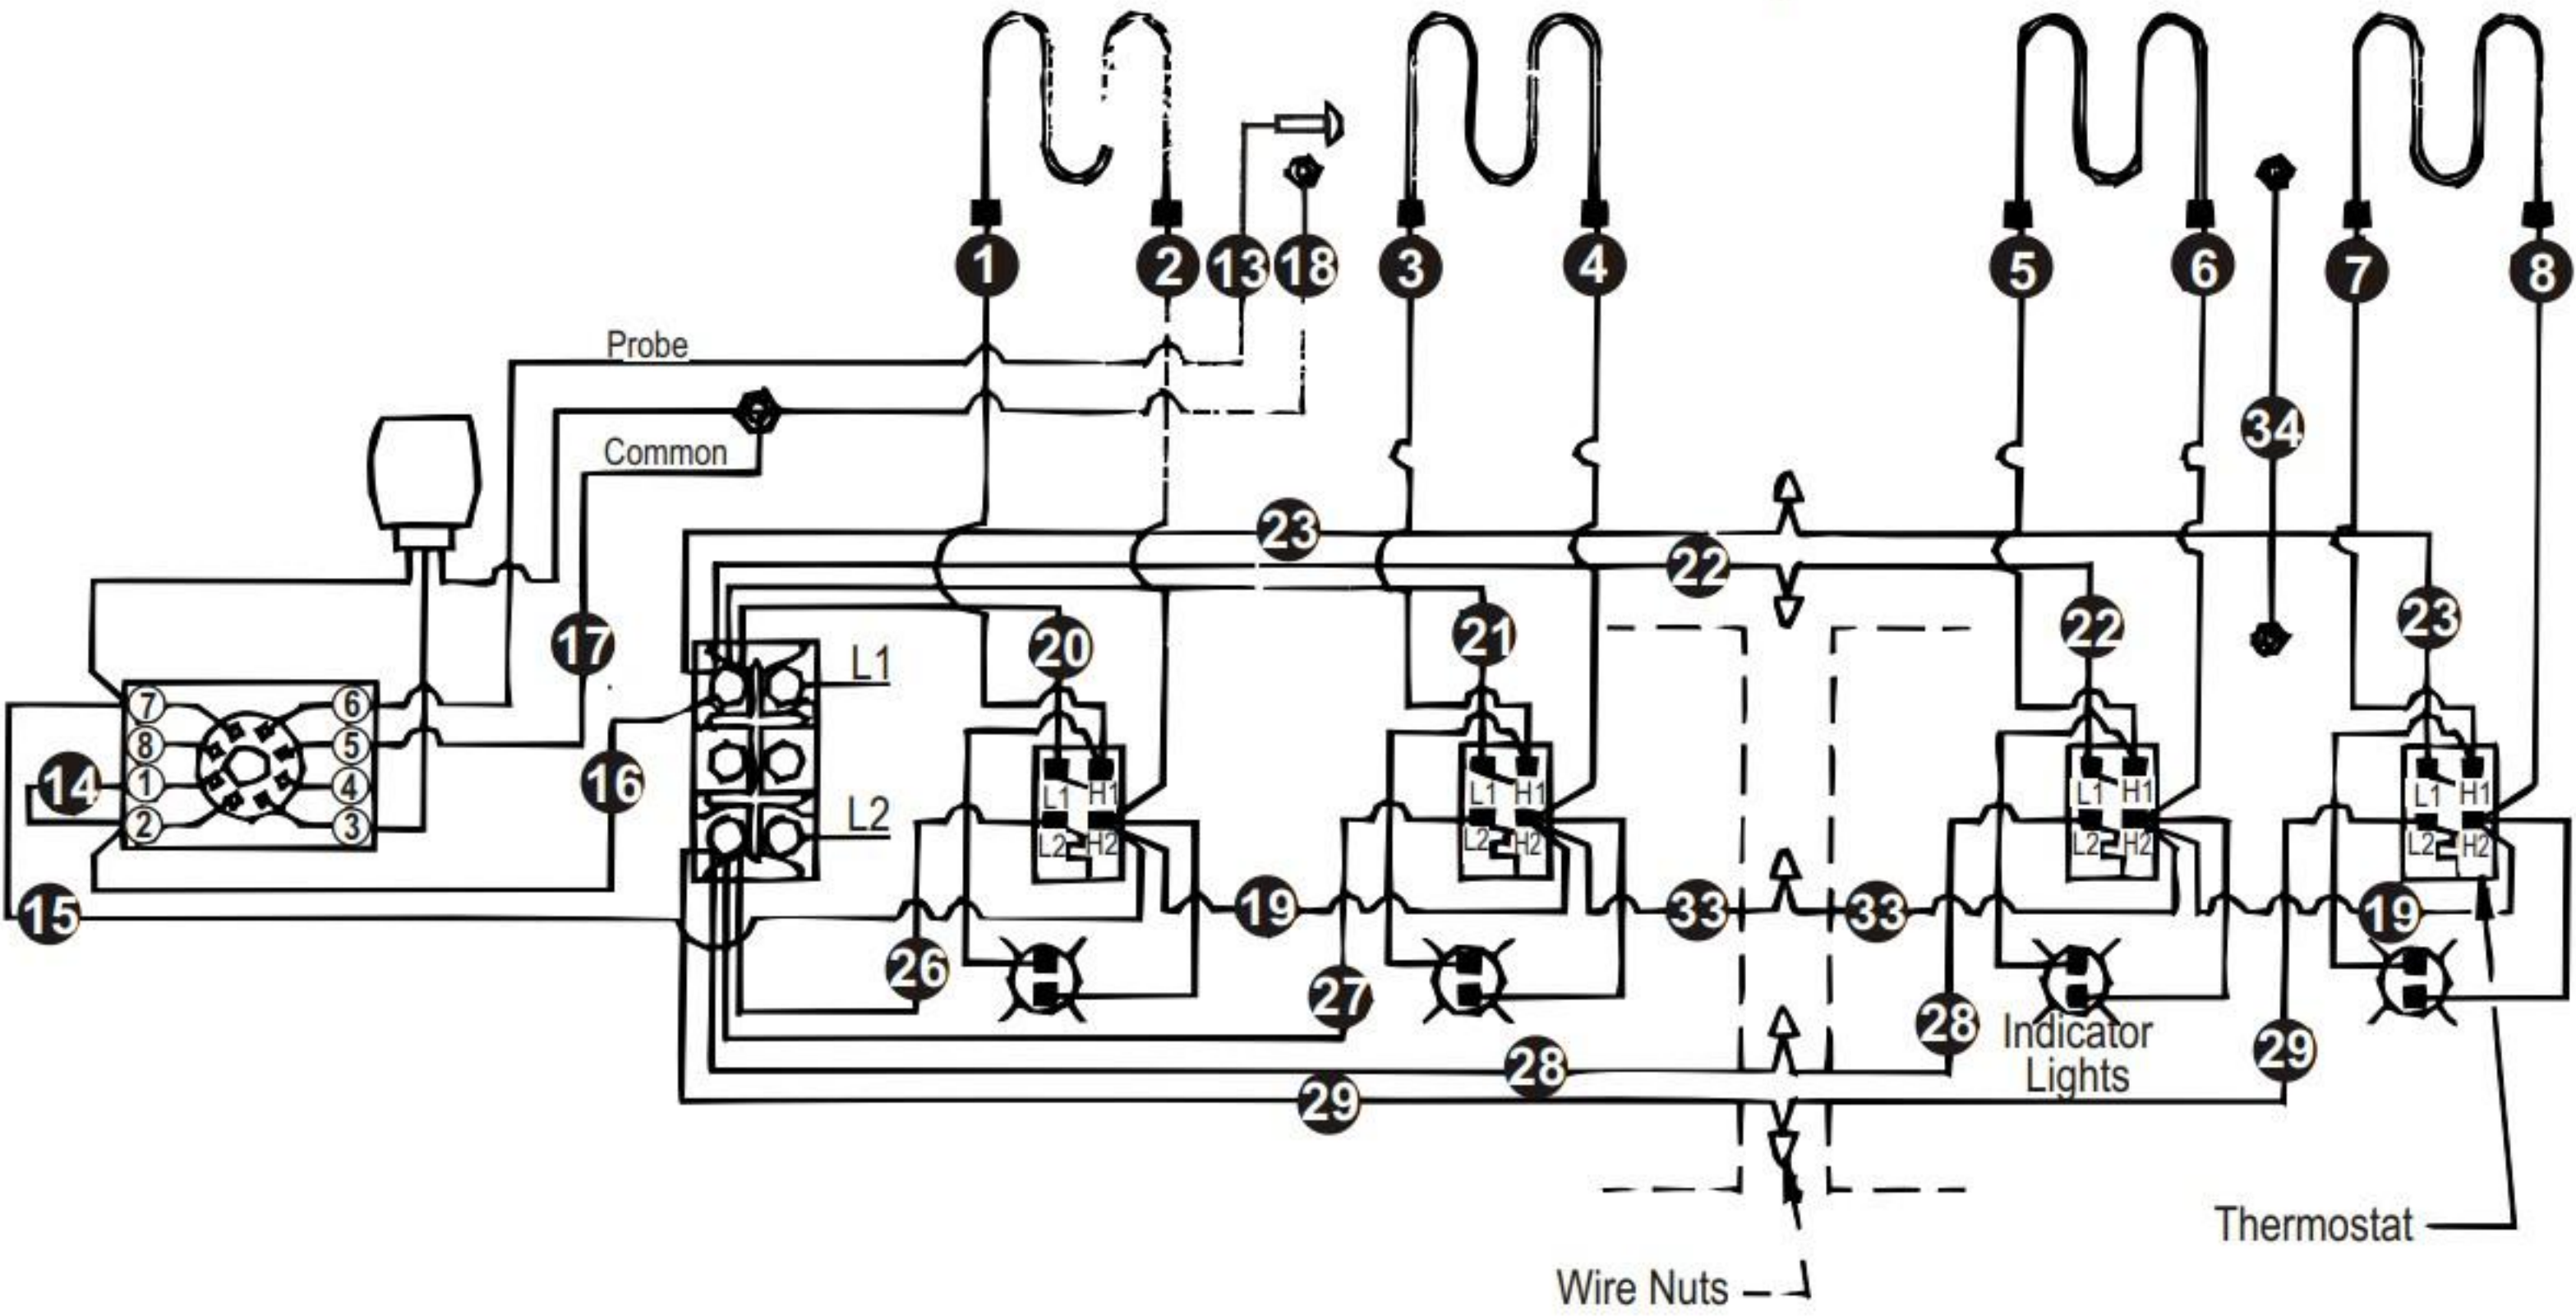 1 2 13 18 3 4 5 6 7 8
Probe
34
Common
23
22
17 20 21 22 23
L1
7 6
8 5
14 1 4
2 3
16
L2
L1 H1 L1 H1 L1 H1 L1 H1
L2 H2 L2 H2 L2 H2 L2 H2
15 19 33 33 19
26 27 28 29
Indicator
Lights
28
29
Thermostat
Wire Nuts